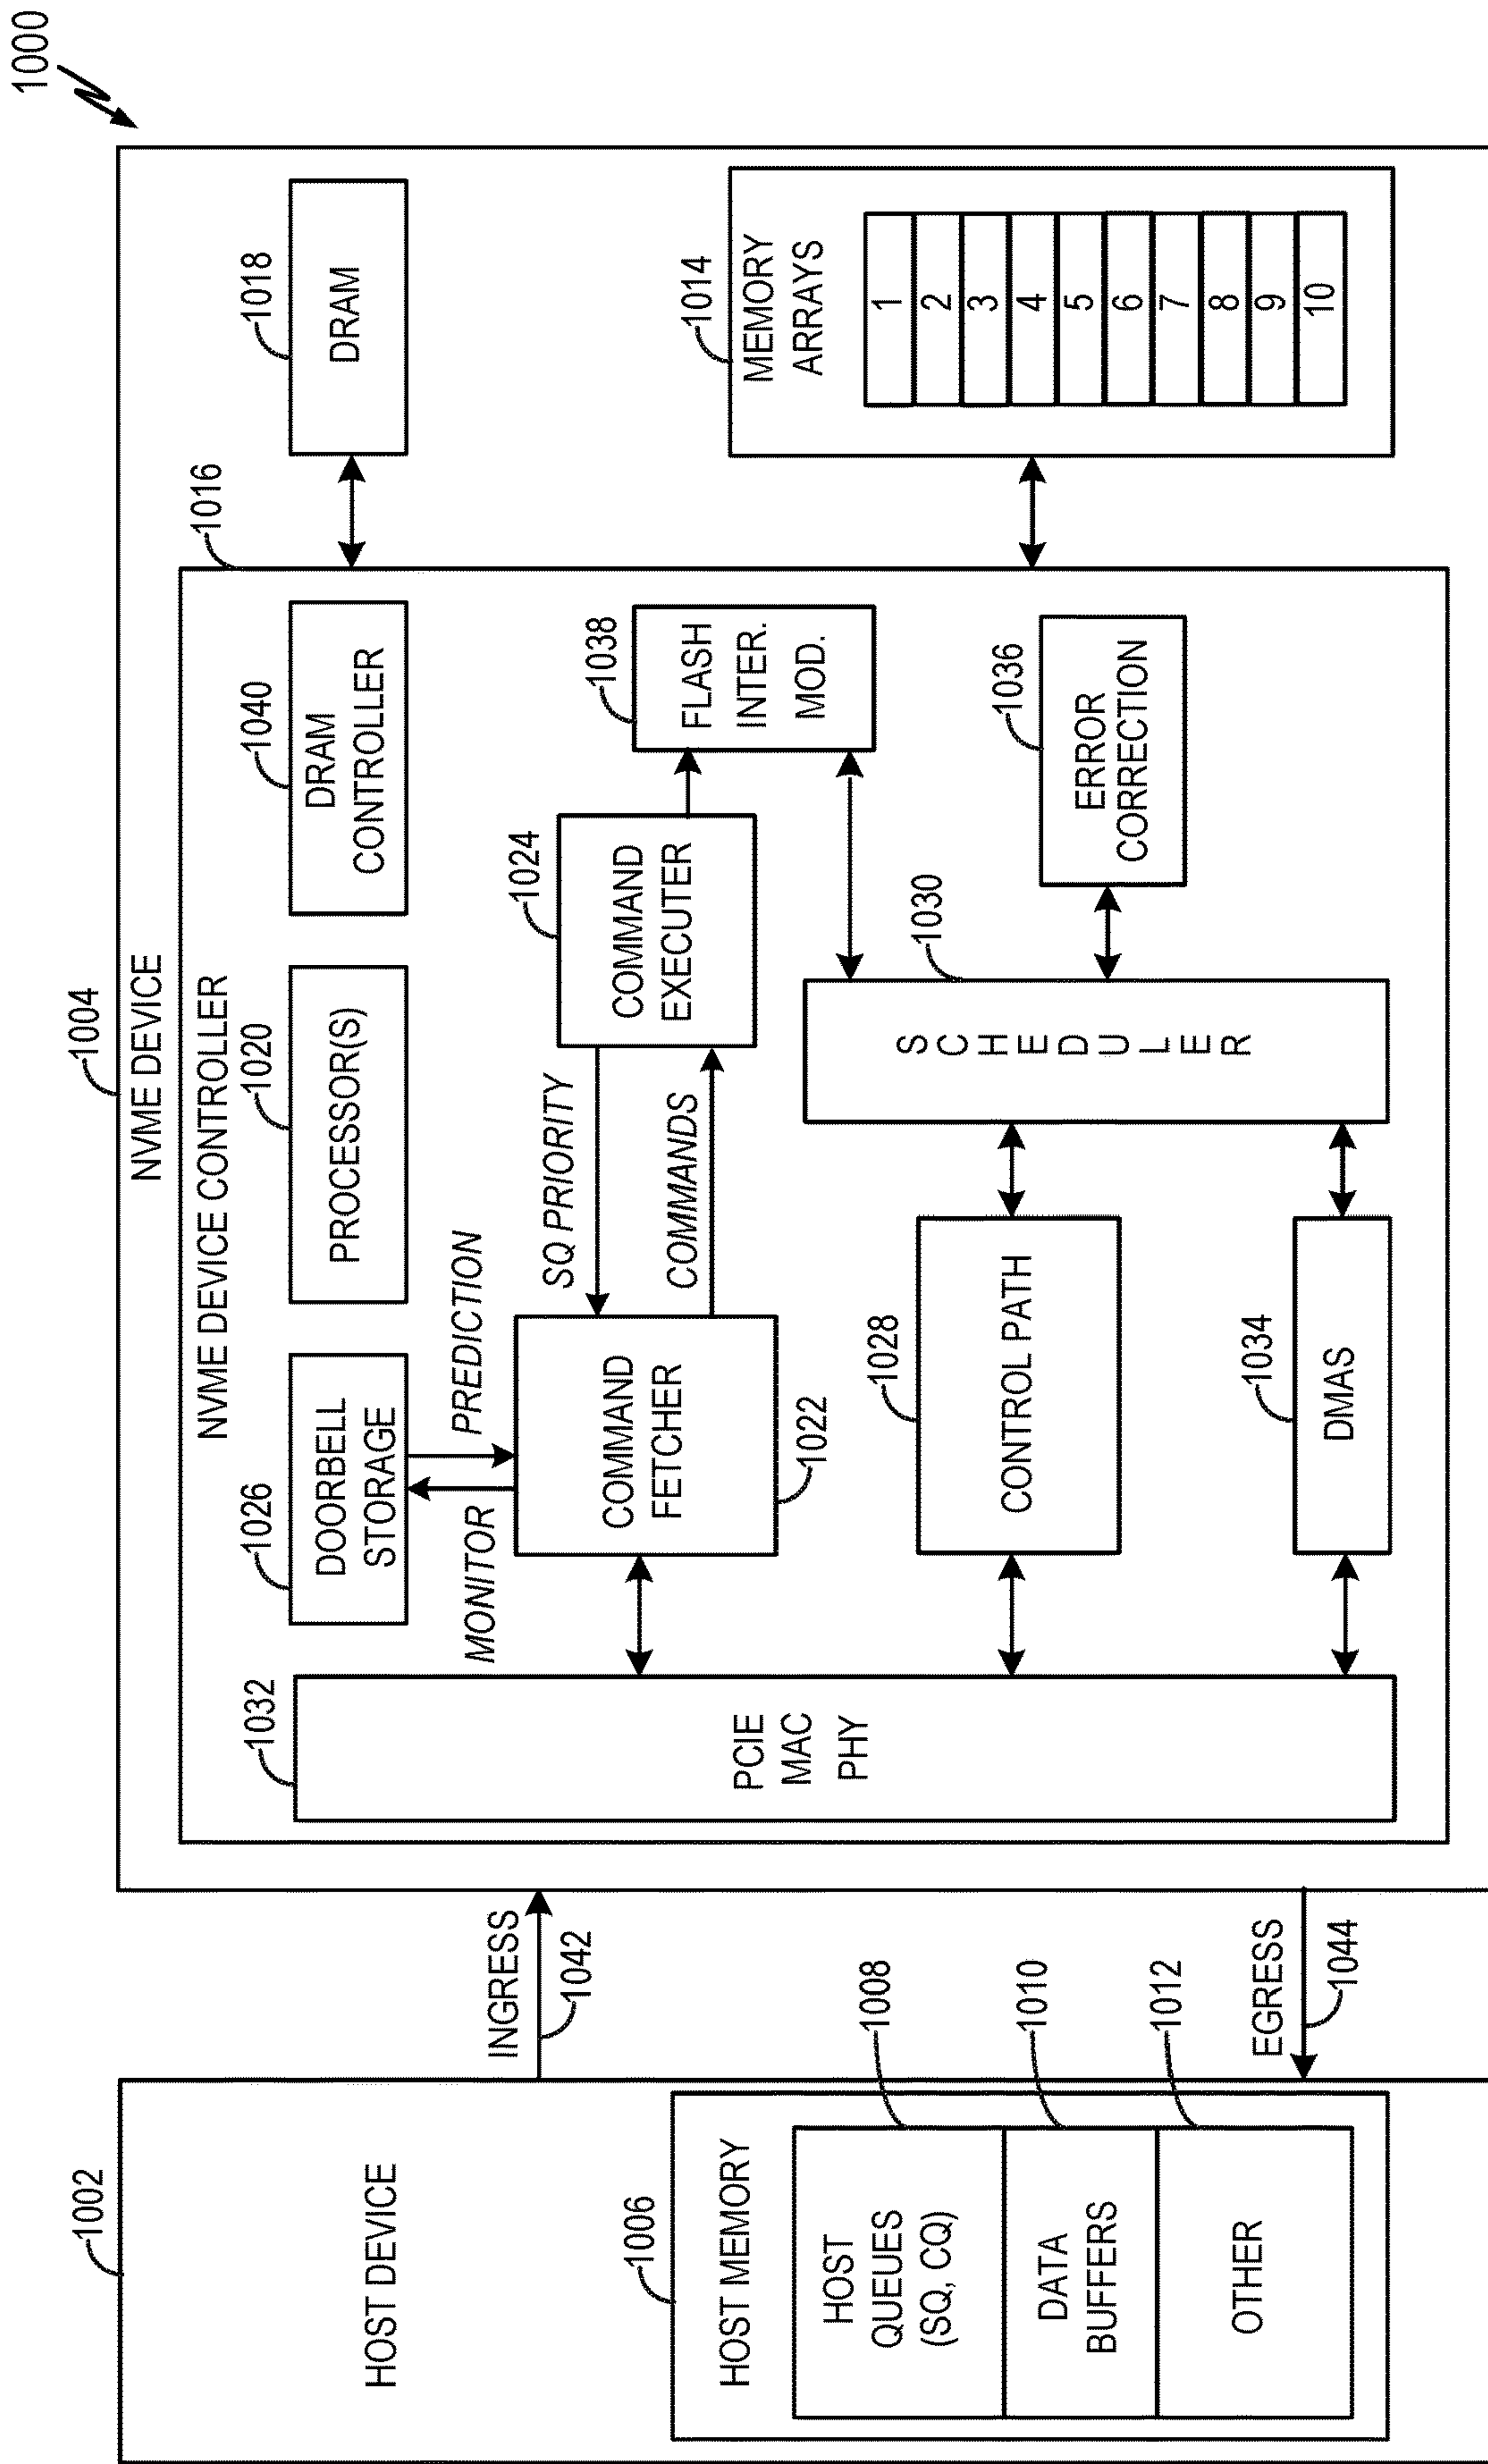 1000
1002
HOST DEVICE
1006
HOST MEMORY
HOST
QUEUES
(SQ, CQ)
1008
DATA
BUFFERS
1010
OTHER
1012
INGRESS
1042
EGRESS
1044
1004
NVME DEVICE
NVME DEVICE CONTROLLER
1016
1032
PCIE
MAC
PHY
1026
DOORBELL
STORAGE
1020
PROCESSOR(S)
1040
DRAM
CONTROLLER
1018
DRAM
MONITOR
PREDICTION
COMMAND
FETCHER
1022
SQ PRIORITY
COMMANDS
1024
COMMAND
EXECUTER
1038
FLASH
INTER.
MOD.
1028
CONTROL PATH
1034
DMAS
1030
SCHEDULER
1036
ERROR
CORRECTION
1014
MEMORY
ARRAYS
1
2
3
4
5
6
7
8
9
10